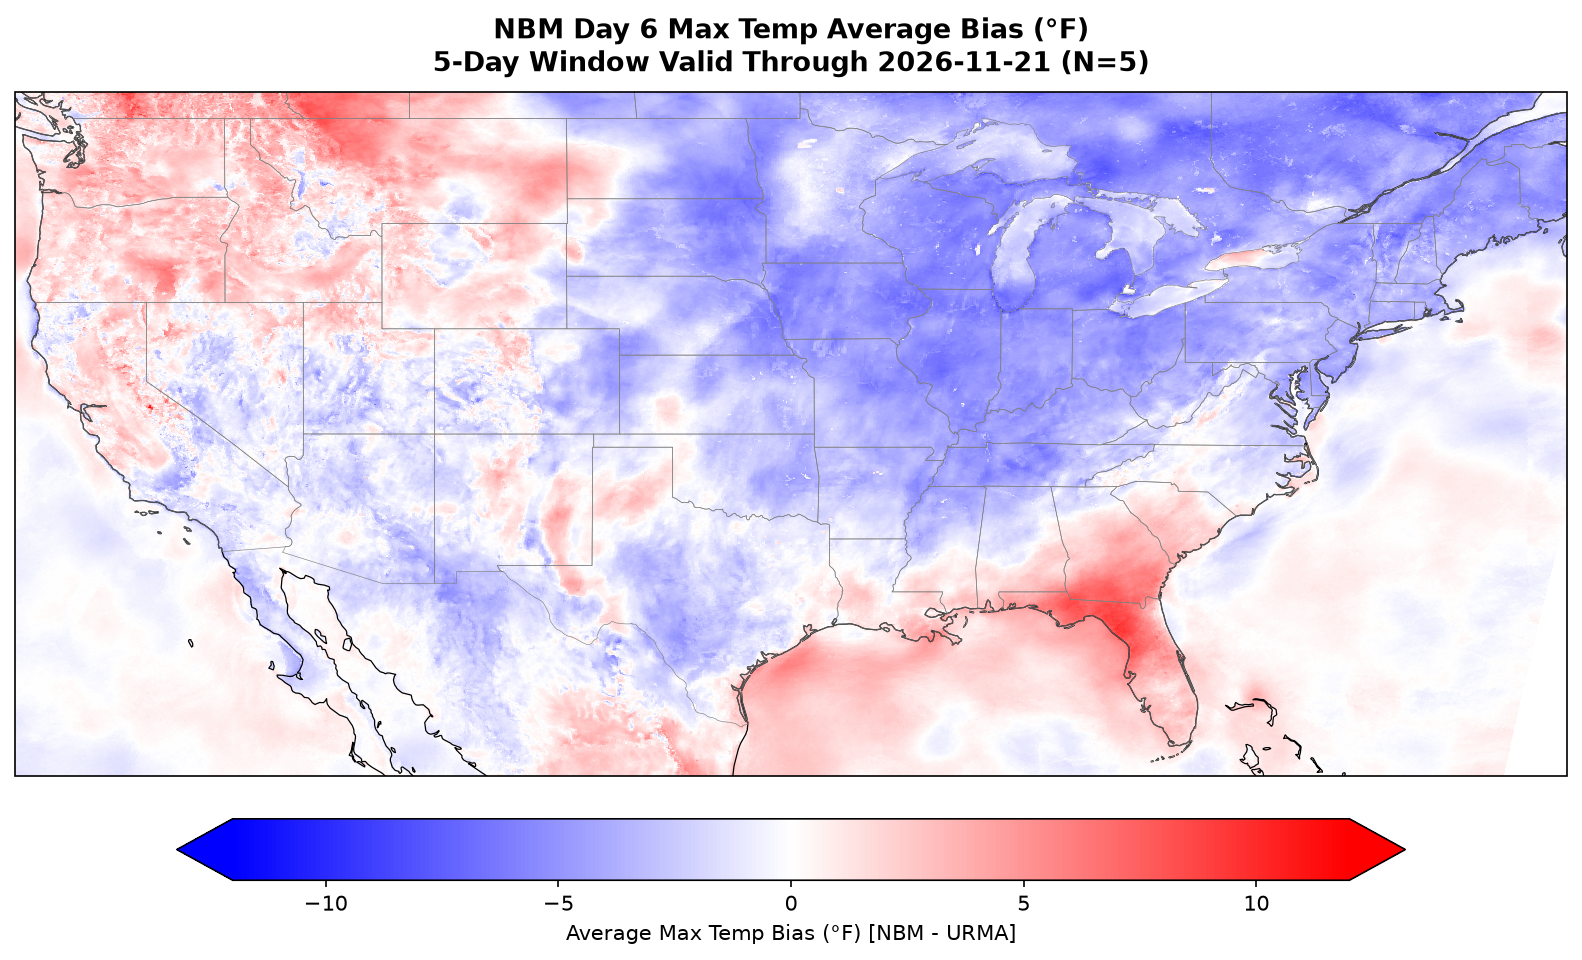 NBM Day 6 Max Temp Average Bias (°F)
5-Day Window Valid Through 2026-11-21 (N=5)
−10 −5 0 5 10
Average Max Temp Bias (°F) [NBM - URMA]